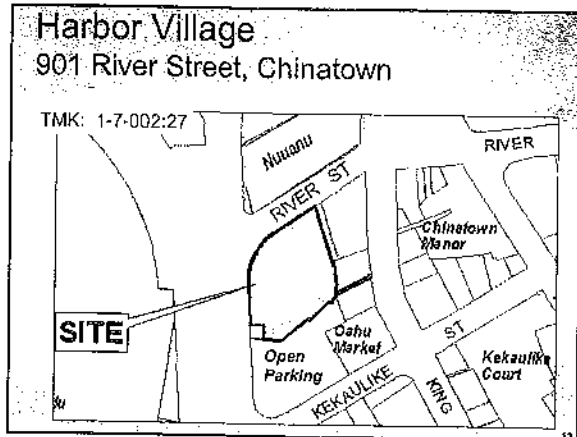 Harbor Village
901 River Street, Chinatown
TMK: 1-7-002:27
Nuuanu
RIVER
RIVER ST
Chinatown
Manor
SITE
Oahu
Market
ST
Open
Parking
Kekaulike
Court
KEKAULIKE
KING